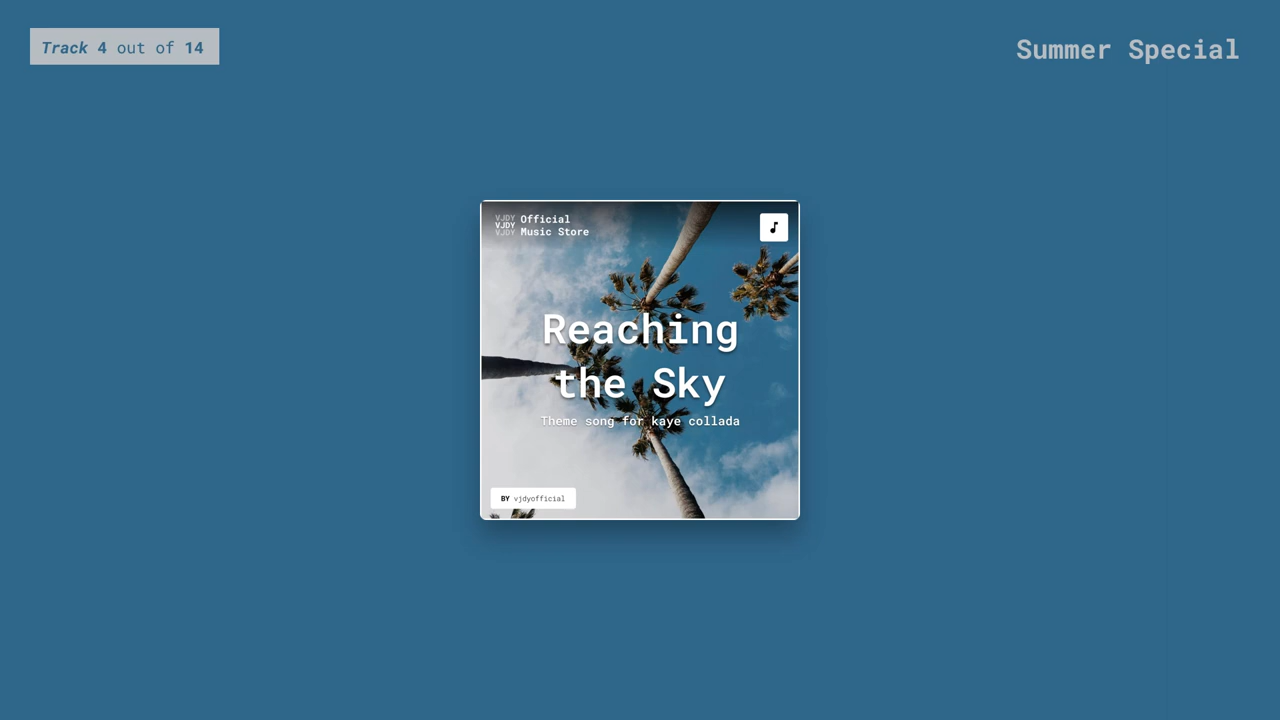 Track 4 out of 14
Summer Special
VJDY
VJDY
VJDY
Official
Music Store
Reaching
the Sky
Theme song for kaye collada
BY vjdyofficial